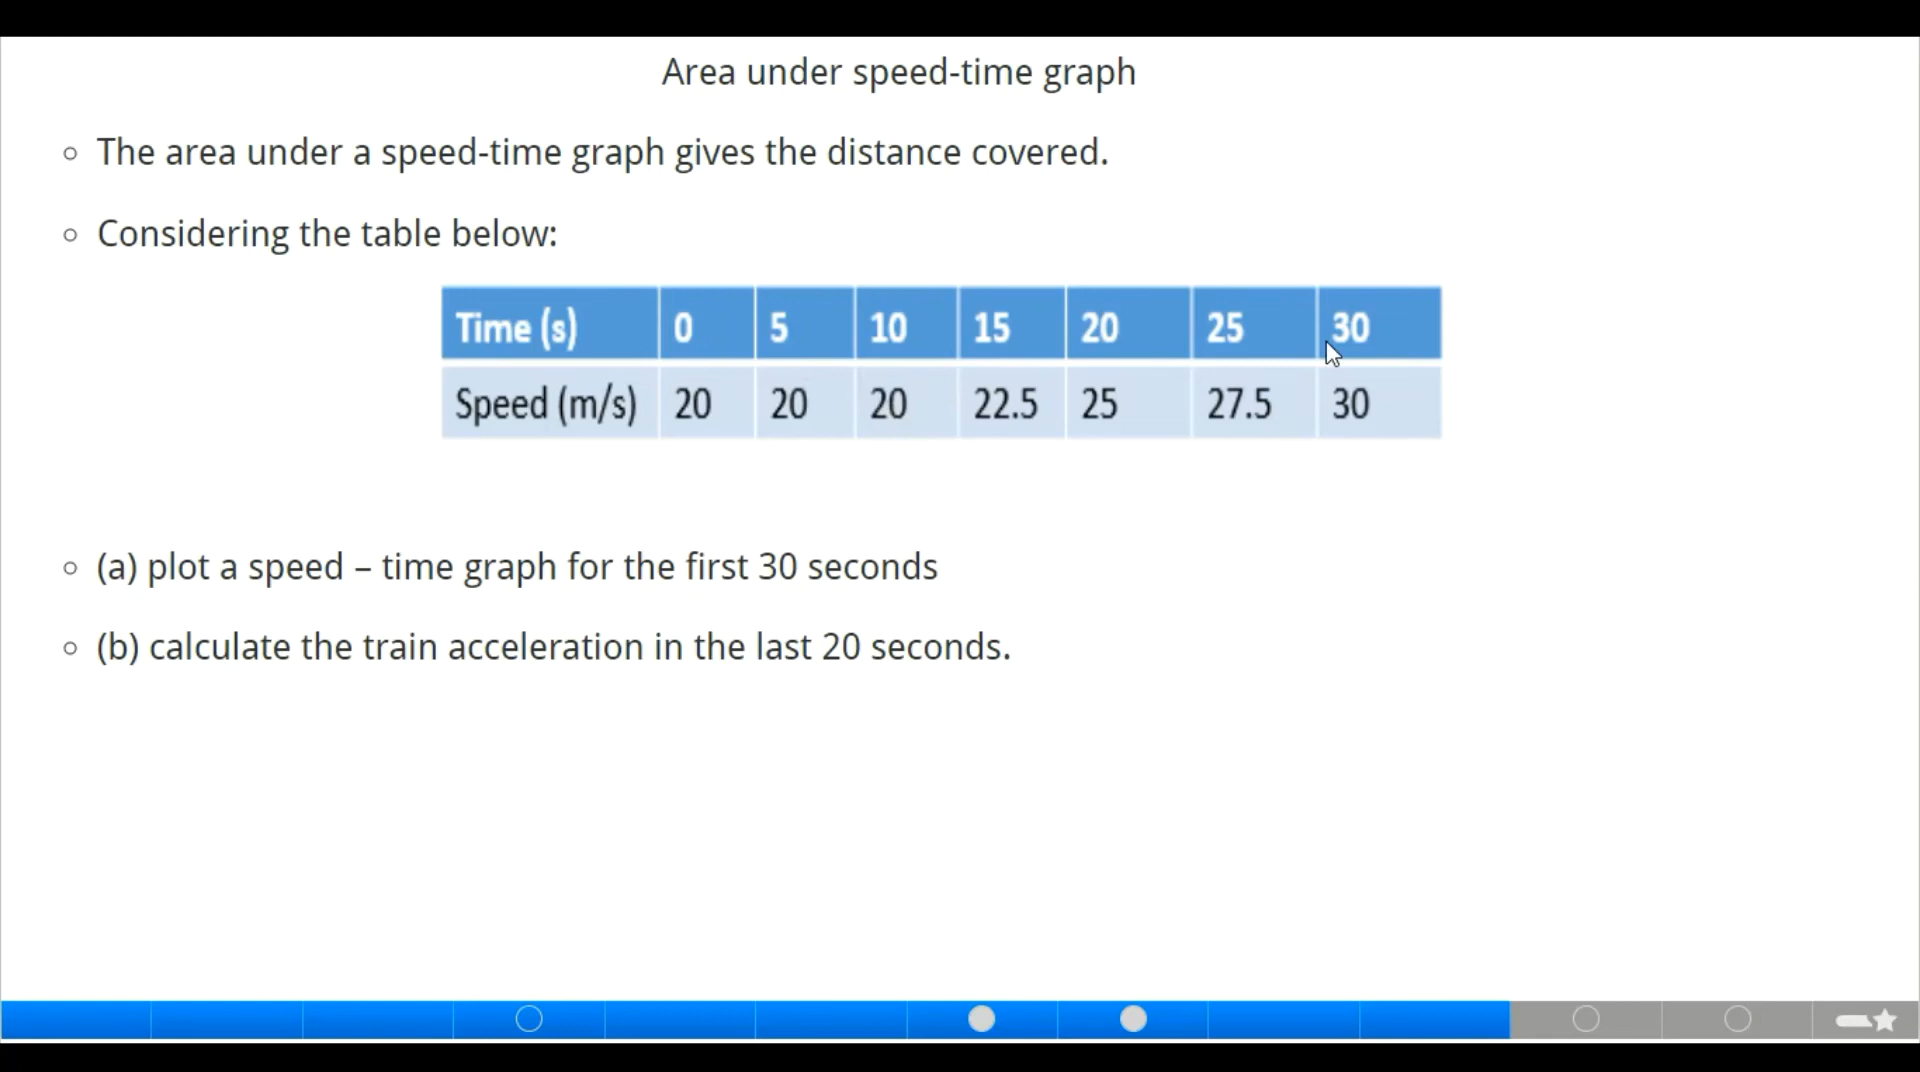 Area under speed-time graph
The area under a speed-time graph gives the distance covered.
Considering the table below:
Time (s) 0 5 10 15 20 25 30
Speed (m/s) 20 20 20 22.5 25 27.5 30
(a) plot a speed – time graph for the first 30 seconds
(b) calculate the train acceleration in the last 20 seconds.